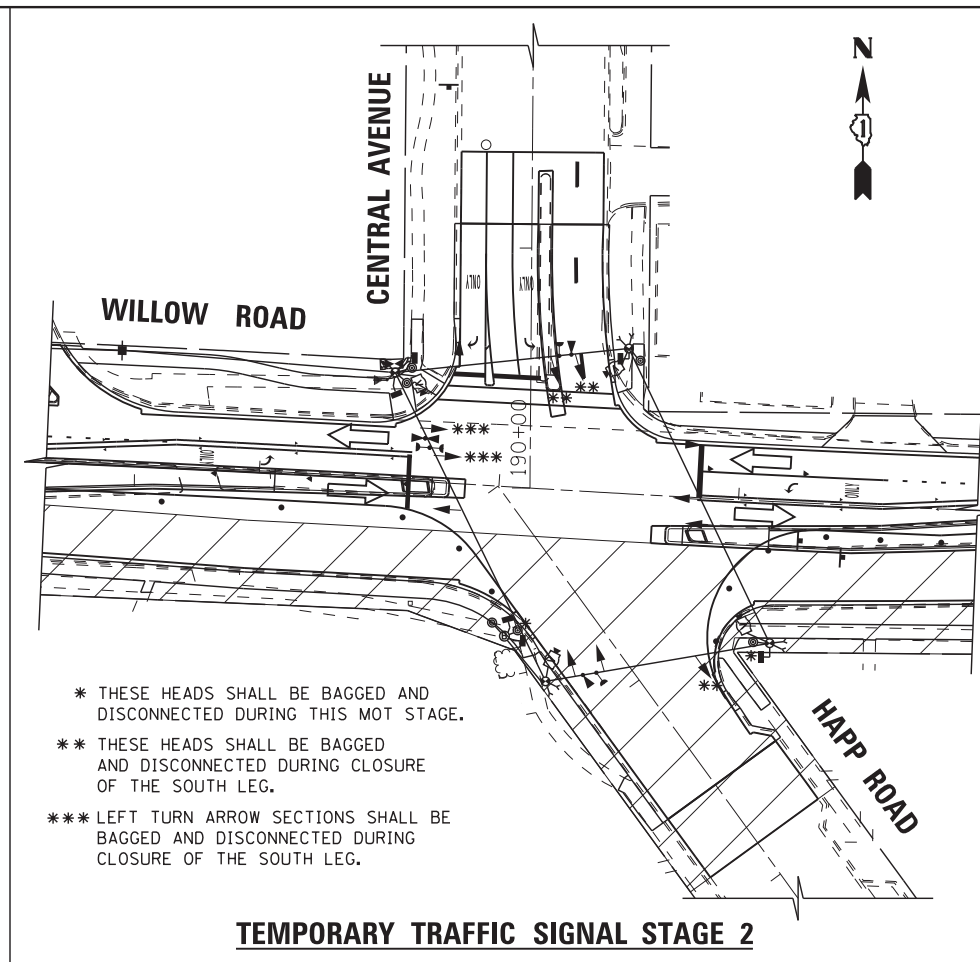 N
1
CENTRAL AVENUE
WILLOW ROAD
ONLY
ONLY
ONLY
ONLY
190+00
**
**
***
***
*
*
**
HAPP ROAD
* THESE HEADS SHALL BE BAGGED AND
DISCONNECTED DURING THIS MOT STAGE.
** THESE HEADS SHALL BE BAGGED
AND DISCONNECTED DURING CLOSURE
OF THE SOUTH LEG.
*** LEFT TURN ARROW SECTIONS SHALL BE
BAGGED AND DISCONNECTED DURING
CLOSURE OF THE SOUTH LEG.
TEMPORARY TRAFFIC SIGNAL STAGE 2